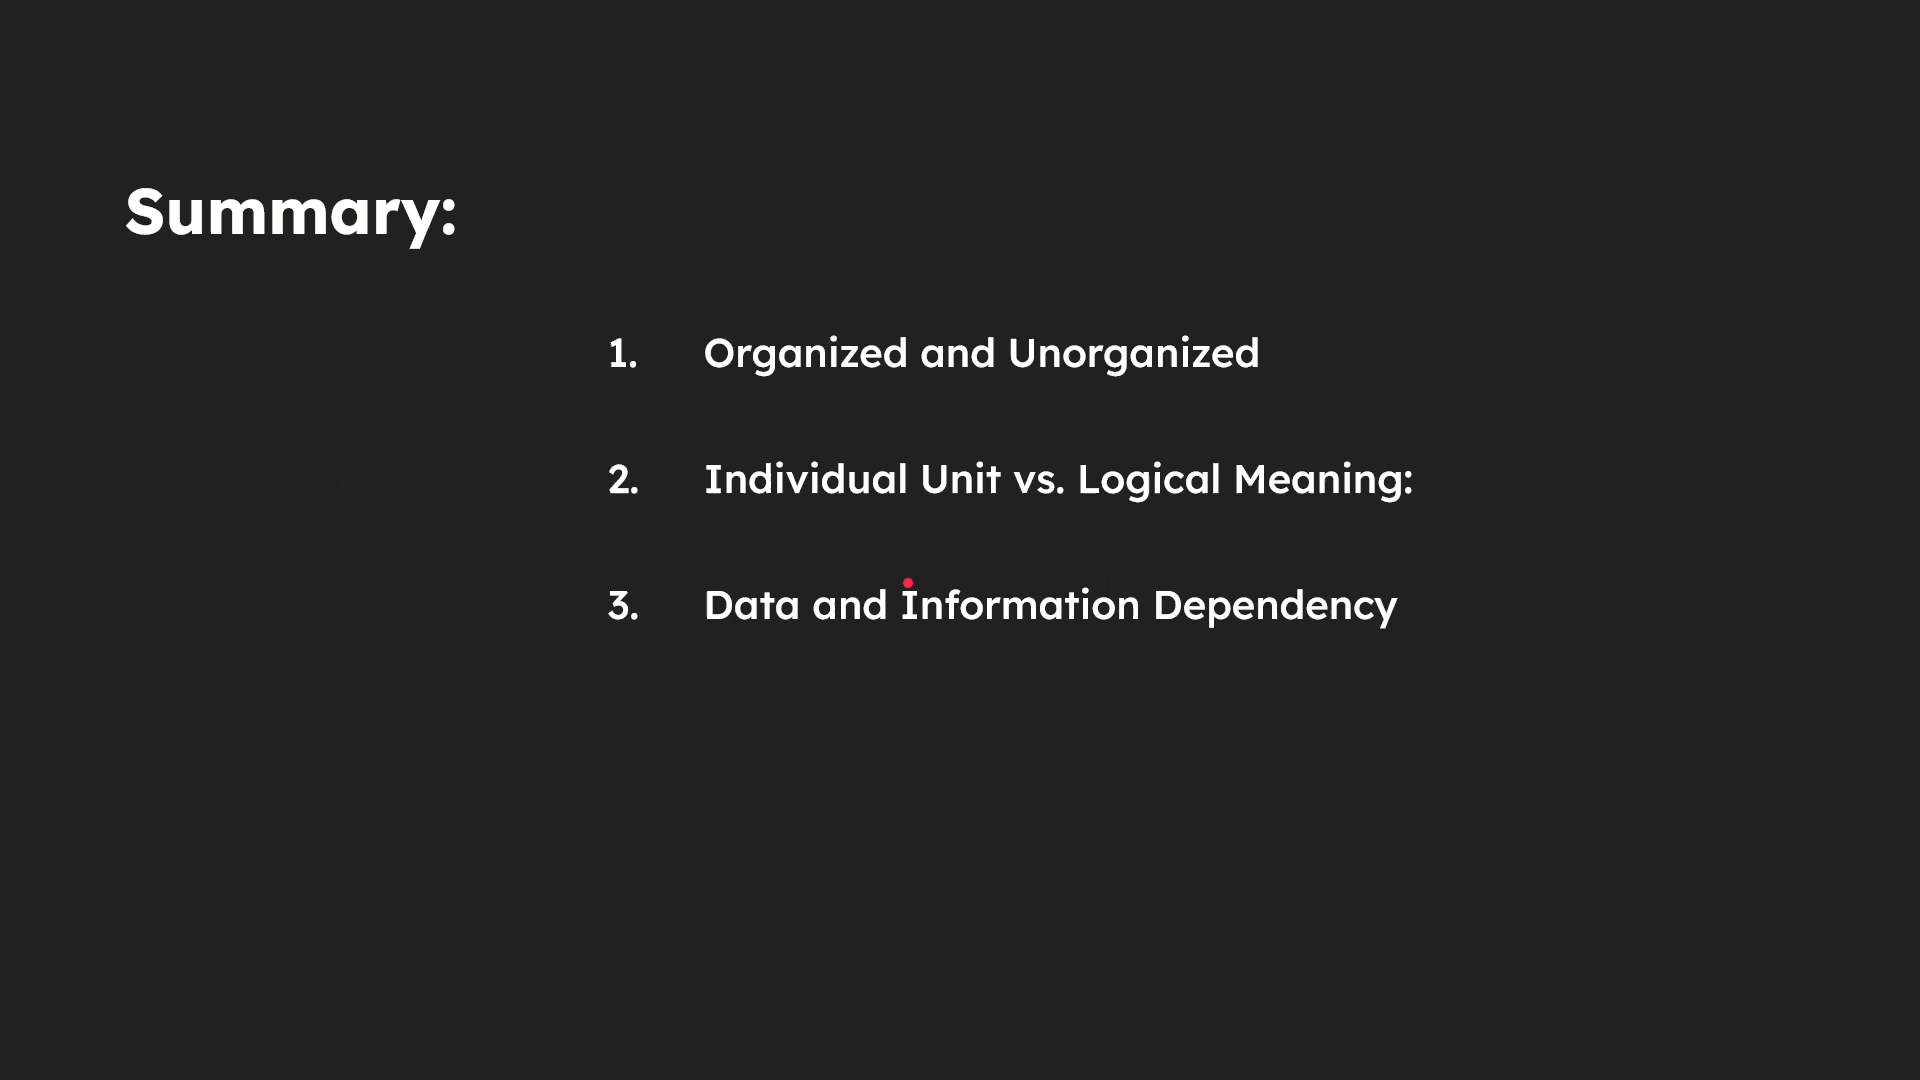 Summary:
1. Organized and Unorganized
2. Individual Unit vs. Logical Meaning:
3. Data and Information Dependency